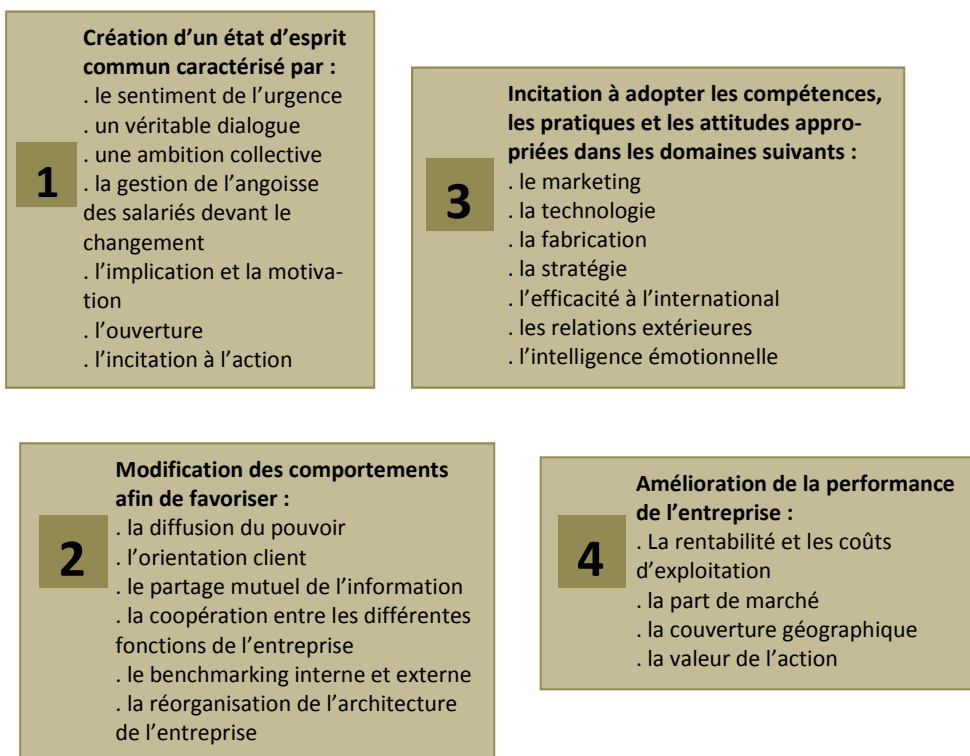 1
Création d’un état d’esprit
commun caractérisé par :
. le sentiment de l’urgence
. un véritable dialogue
. une ambition collective
. la gestion de l’angoisse
des salariés devant le
changement
. l’implication et la motiva-
tion
. l’ouverture
. l’incitation à l’action
2
Modification des comportements
afin de favoriser :
. la diffusion du pouvoir
. l’orientation client
. le partage mutuel de l’information
. la coopération entre les différentes
fonctions de l’entreprise
. le benchmarking interne et externe
. la réorganisation de l’architecture
de l’entreprise
3
Incitation à adopter les compétences,
les pratiques et les attitudes appro-
priées dans les domaines suivants :
. le marketing
. la technologie
. la fabrication
. la stratégie
. l’efficacité à l’international
. les relations extérieures
. l’intelligence émotionnelle
4
Amélioration de la performance
de l’entreprise :
. La rentabilité et les coûts
d’exploitation
. la part de marché
. la couverture géographique
. la valeur de l’action